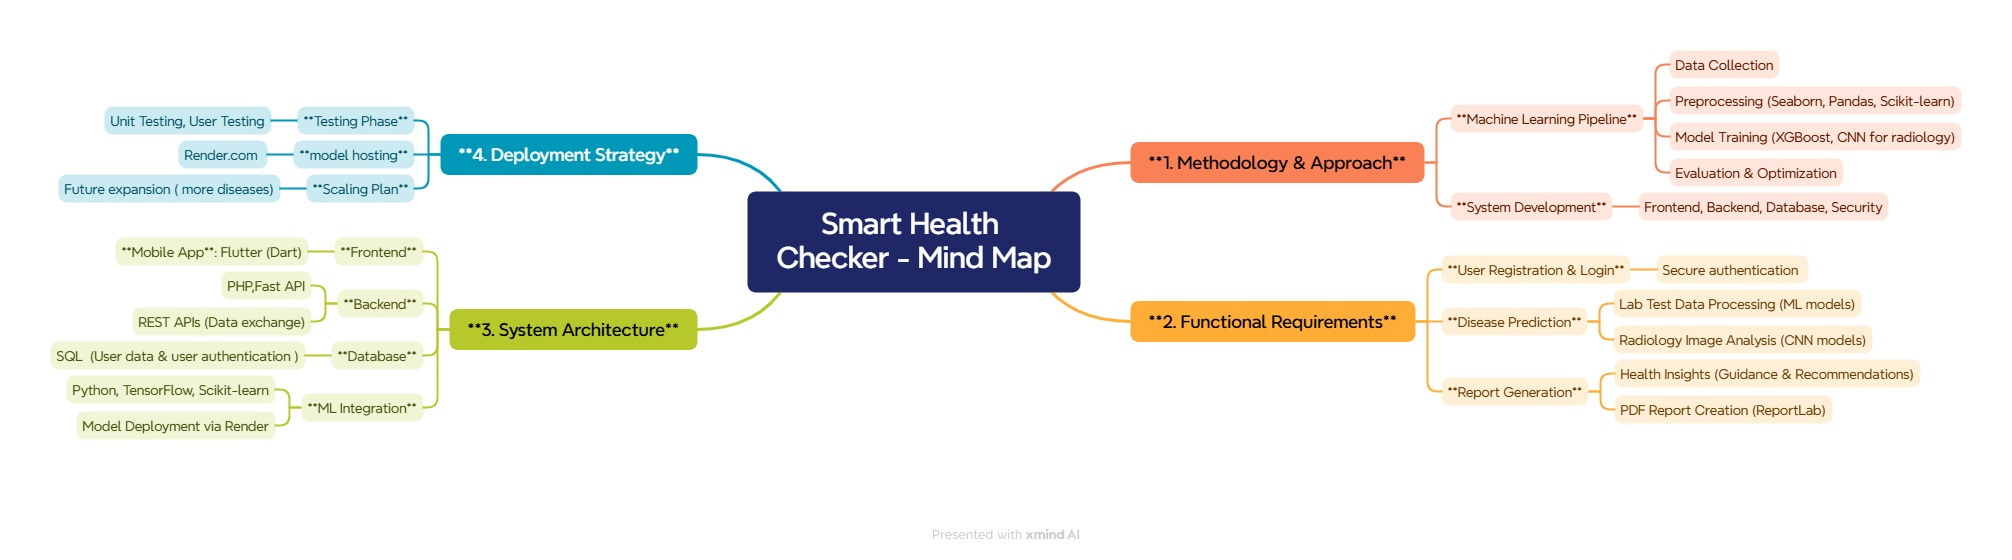 Smart Health
Checker - Mind Map
**1. Methodology & Approach**
**Machine Learning Pipeline**
Data Collection
Preprocessing (Seaborn, Pandas, Scikit-learn)
Model Training (XGBoost, CNN for radiology)
Evaluation & Optimization
**System Development**
Frontend, Backend, Database, Security
**2. Functional Requirements**
**User Registration & Login**
Secure authentication
**Disease Prediction**
Lab Test Data Processing (ML models)
Radiology Image Analysis (CNN models)
**Report Generation**
Health Insights (Guidance & Recommendations)
PDF Report Creation (ReportLab)
**3. System Architecture**
**Frontend**
**Mobile App**: Flutter (Dart)
**Backend**
PHP,Fast API
REST APIs (Data exchange)
**Database**
SQL  (User data & user authentication )
**ML Integration**
Python, TensorFlow, Scikit-learn
Model Deployment via Render
**4. Deployment Strategy**
**Testing Phase**
Unit Testing, User Testing
**model hosting**
Render.com
**Scaling Plan**
Future expansion ( more diseases)
Presented with xmind AI